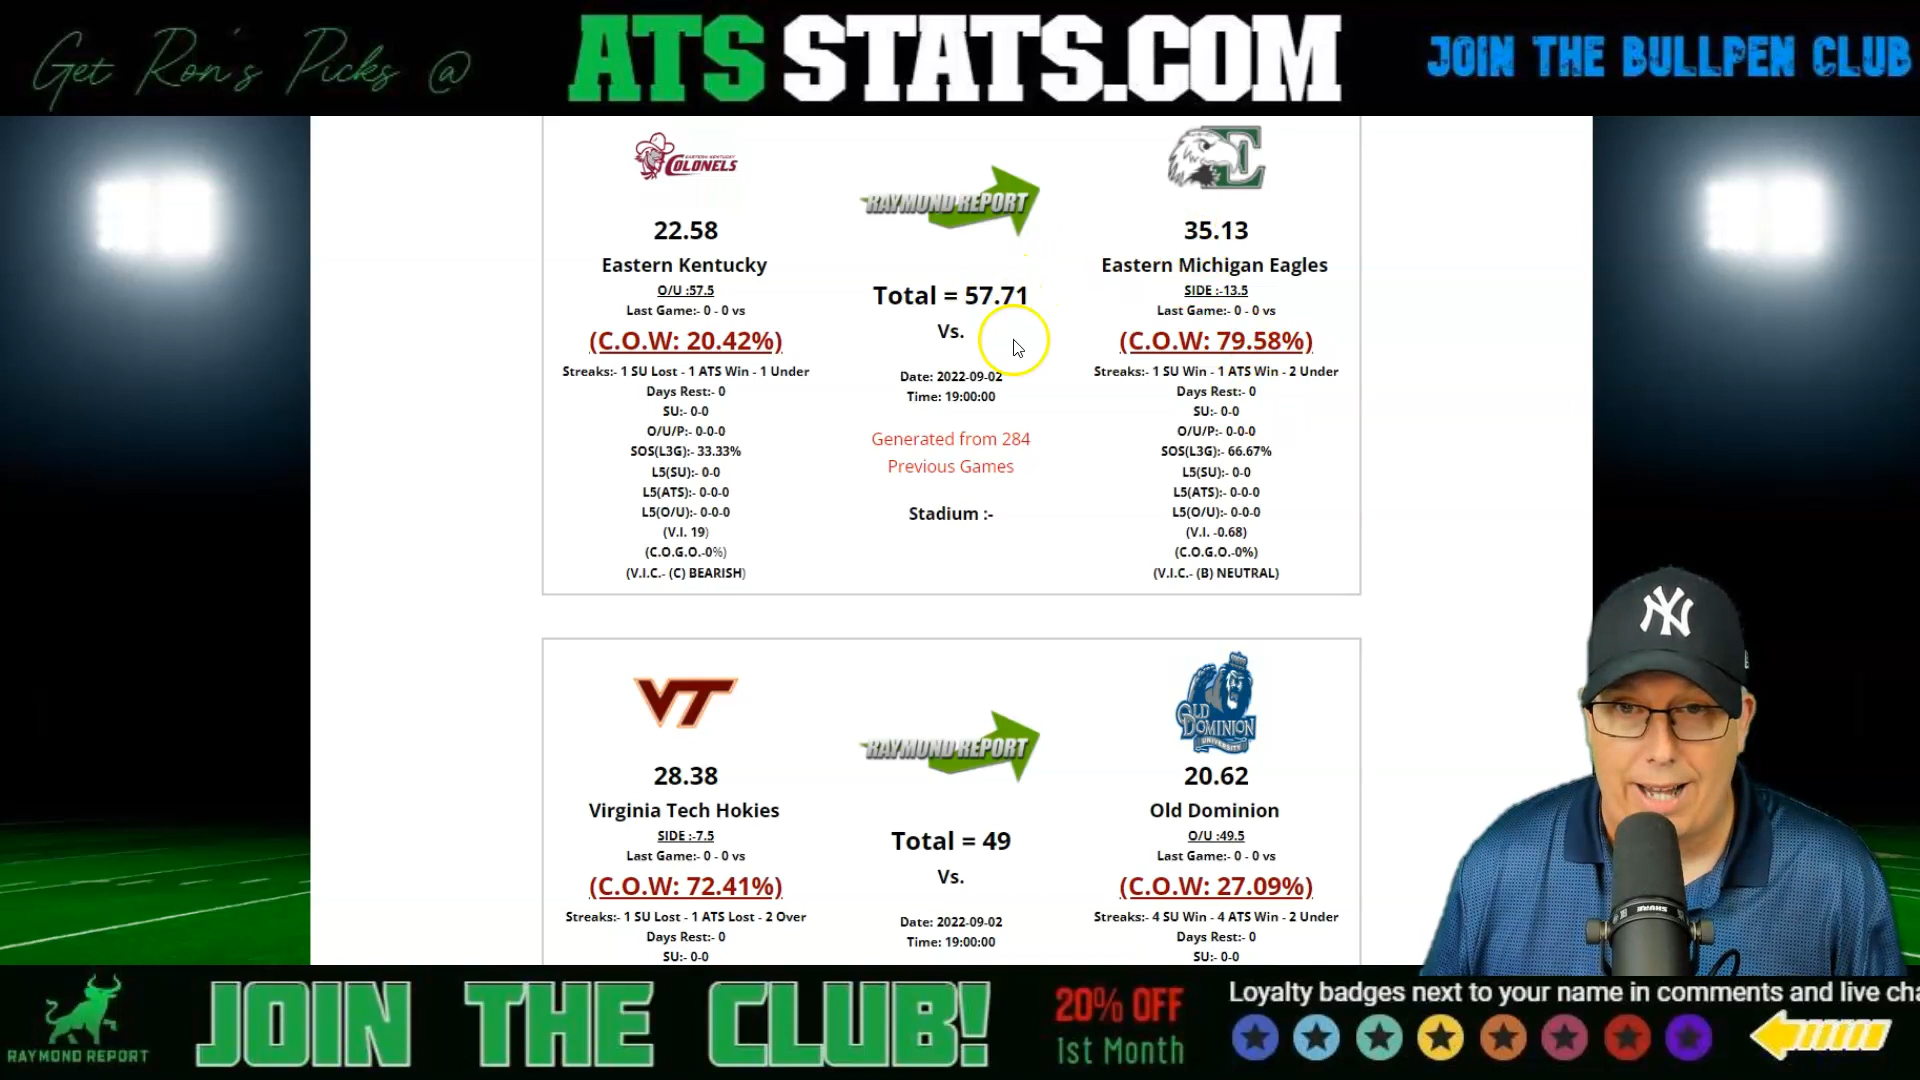 Get Ron's Picks @
ATS STATS.COM
JOIN THE BULLPEN CLUB
EASTERN KENTUCKY
COLONELS
E
RAYMOND REPORT
22.58
35.13
Eastern Kentucky
Eastern Michigan Eagles
O/U :57.5
Total = 57.71
SIDE :-13.5
Last Game:- 0 - 0 vs
Last Game:- 0 - 0 vs
(C.O.W: 20.42%)
Vs.
(C.O.W: 79.58%)
Streaks:- 1 SU Lost - 1 ATS Win - 1 Under
Date: 2022-09-02
Streaks:- 1 SU Win - 1 ATS Win - 2 Under
Days Rest:- 0
Time: 19:00:00
Days Rest:- 0
SU:- 0-0
SU:- 0-0
O/U/P:- 0-0-0
Generated from 284
Previous Games
O/U/P:- 0-0-0
SOS(L3G):- 33.33%
SOS(L3G):- 66.67%
L5(SU):- 0-0
L5(SU):- 0-0
L5(ATS):- 0-0-0
L5(ATS):- 0-0-0
L5(O/U):- 0-0-0
Stadium :-
L5(O/U):- 0-0-0
(V.I. 19)
(V.I. -0.68)
(C.O.G.O.-0%)
(C.O.G.O.-0%)
(V.I.C.- (C) BEARISH)
(V.I.C.- (B) NEUTRAL)
VT
RAYMOND REPORT
OLD
DOMINION
UNIVERSITY
28.38
20.62
Virginia Tech Hokies
Old Dominion
SIDE :-7.5
Total = 49
O/U :49.5
Last Game:- 0 - 0 vs
Last Game:- 0 - 0 vs
(C.O.W: 72.41%)
Vs.
(C.O.W: 27.09%)
Streaks:- 1 SU Lost - 1 ATS Lost - 2 Over
Date: 2022-09-02
Streaks:- 4 SU Win - 4 ATS Win - 2 Under
Days Rest:- 0
Time: 19:00:00
Days Rest:- 0
SU:- 0-0
SU:- 0-0
NY
SHURE
RAYMOND REPORT
JOIN THE CLUB!
20% OFF
1st Month
Loyalty badges next to your name in comments and live cha